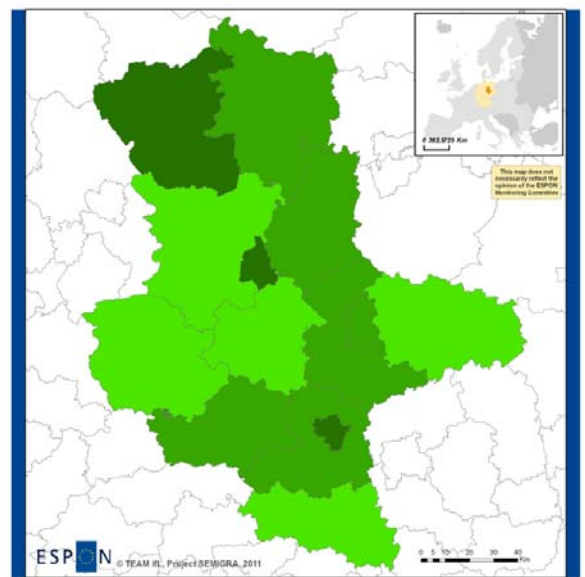 This map does not
necessarily reflect the
opinion of the ESPON
Monitoring Committee
ESPON
© TEAM IfL, Project SEMIGRA, 2011
0 5 10 20 30 40
Km